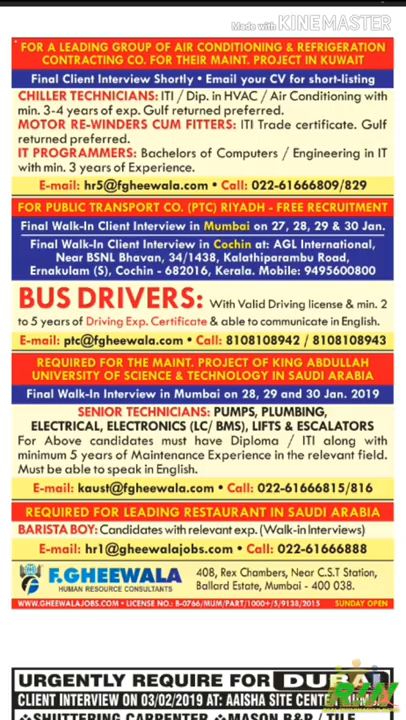 Made with KINEMASTER
FOR A LEADING GROUP OF AIR CONDITIONING & REFRIGERATION
CONTRACTING CO. FOR THEIR MAINT. PROJECT IN KUWAIT
Final Client Interview Shortly • Email your CV for short-listing
CHILLER TECHNICIANS: ITI / Dip. in HVAC / Air Conditioning with
min. 3-4 years of exp. Gulf returned preferred.
MOTOR RE-WINDERS CUM FITTERS: ITI Trade certificate. Gulf
returned preferred.
IT PROGRAMMERS: Bachelors of Computers / Engineering in IT
with min. 3 years of Experience.
E-mail: hr5@fgheewala.com • Call: 022-61666809/829
FOR PUBLIC TRANSPORT CO. (PTC) RIYADH - FREE RECRUITMENT
Final Walk-In Client Interview in Mumbai on 27, 28, 29 & 30 Jan.
Final Walk-In Client Interview in Cochin at: AGL International,
Near BSNL Bhavan, 34/1438, Kalathiparambu Road,
Ernakulam (S), Cochin - 682016, Kerala. Mobile: 9495600800
BUS DRIVERS: With Valid Driving license & min. 2
to 5 years of Driving Exp. Certificate & able to communicate in English.
E-mail: ptc@fgheewala.com • Call: 8108108942 / 8108108943
REQUIRED FOR THE MAINT. PROJECT OF KING ABDULLAH
UNIVERSITY OF SCIENCE & TECHNOLOGY IN SAUDI ARABIA
Final Walk-In Interview in Mumbai on 28, 29 and 30 Jan. 2019
SENIOR TECHNICIANS: PUMPS, PLUMBING,
ELECTRICAL, ELECTRONICS (LC/ BMS), LIFTS & ESCALATORS
For Above candidates must have Diploma / ITI along with
minimum 5 years of Maintenance Experience in the relevant field.
Must be able to speak in English.
E-mail: kaust@fgheewala.com • Call: 022-61666815/816
REQUIRED FOR LEADING RESTAURANT IN SAUDI ARABIA
BARISTA BOY: Candidates with relevant exp. (Walk-in Interviews)
E-mail: hr1@gheewalajobs.com • Call: 022-61666888
F.GHEEWALA
HUMAN RESOURCE CONSULTANTS
408, Rex Chambers, Near C.S.T Station,
Ballard Estate, Mumbai - 400 038.
WWW.GHEEWALAJOBS.COM • LICENSE NO.: B-0766/MUM/PART/1000+/5/9138/2015 SUNDAY OPEN
URGENTLY REQUIRE FOR DUBAI
CLIENT INTERVIEW ON 03/02/2019 AT: AAISHA SITE CENTER
SHUTTERING CARPENTER MASON B&P / TILE